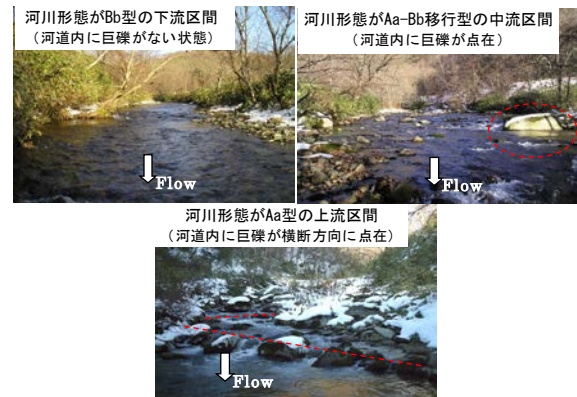 河川形態がBb型の下流区間
（河道内に巨礫がない状態）
Flow
河川形態がAa-Bb移行型の中流区間
（河道内に巨礫が点在）
Flow
河川形態がAa型の上流区間
（河道内に巨礫が横断方向に点在）
Flow